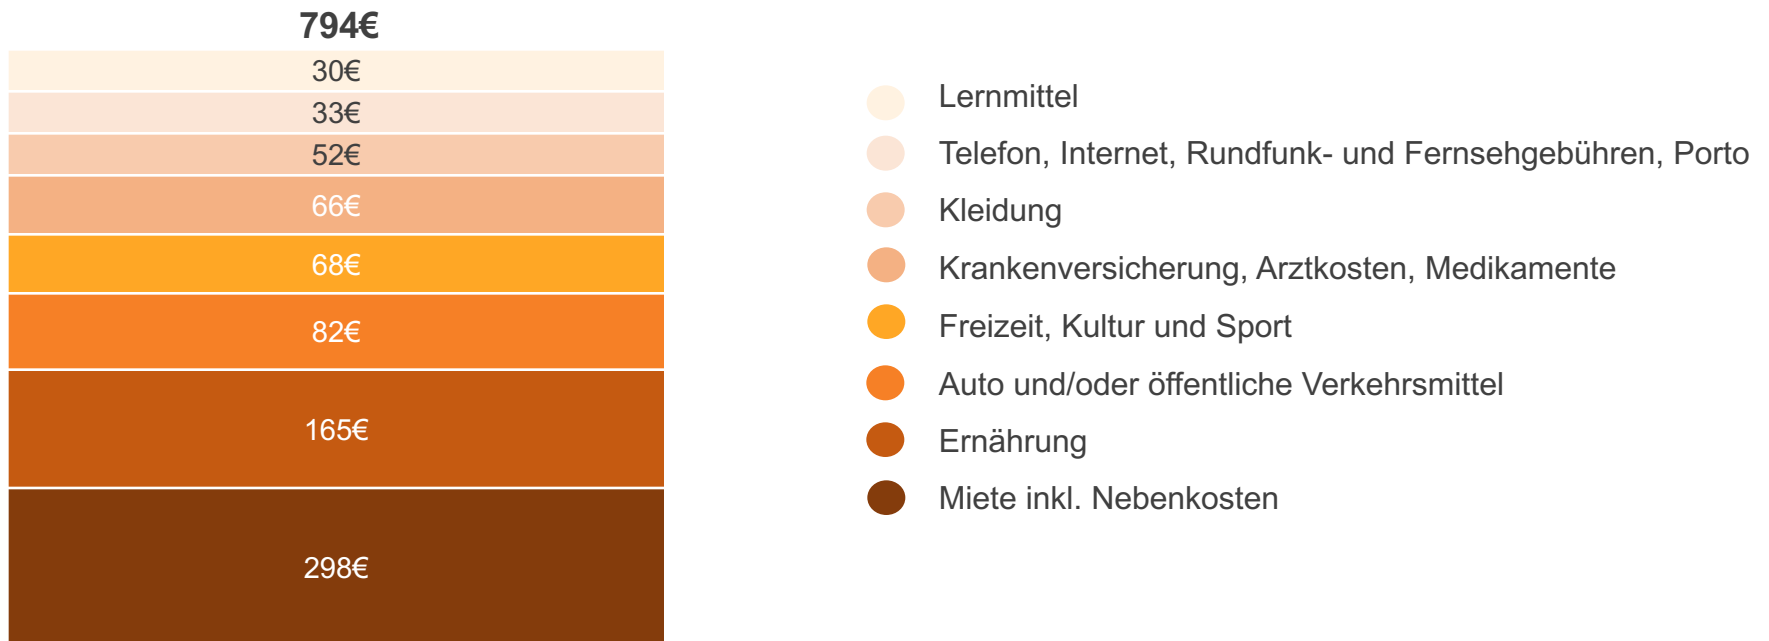 794€
30€
33€
52€
66€
68€
82€
165€
298€
Lernmittel
Telefon, Internet, Rundfunk- und Fernsehgebühren, Porto
Kleidung
Krankenversicherung, Arztkosten, Medikamente
Freizeit, Kultur und Sport
Auto und/oder öffentliche Verkehrsmittel
Ernährung
Miete inkl. Nebenkosten